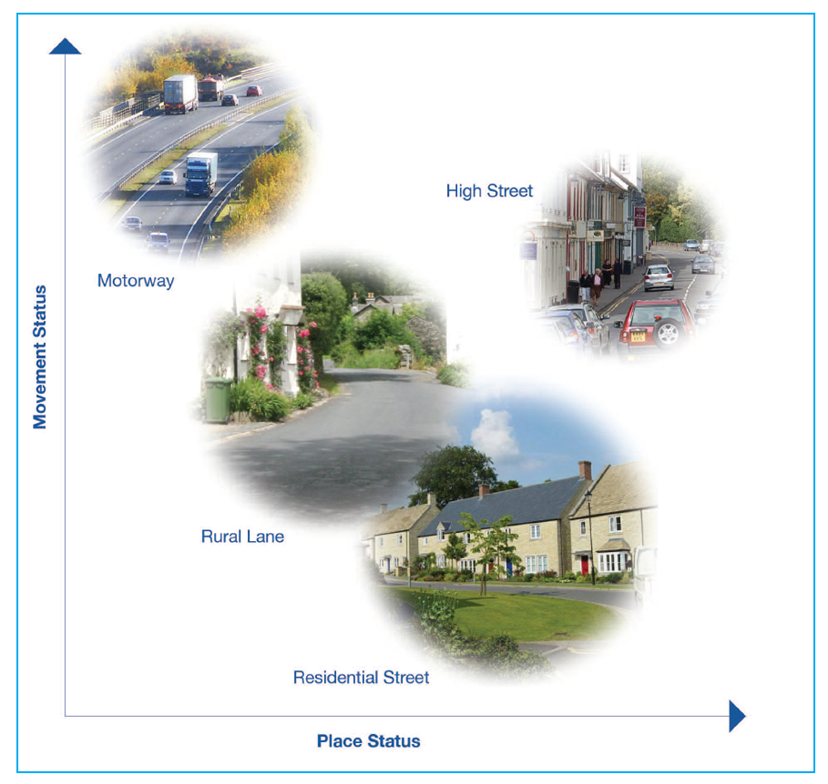 High Street
Motorway
Movement Status
Rural Lane
Residential Street
Place Status